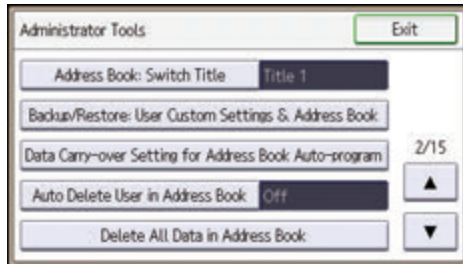 Administrator Tools
Exit
Address Book: Switch Title
Title 1
Backup/Restore: User Custom Settings & Address Book
Data Carry-over Setting for Address Book Auto-program
2/15
Auto Delete User in Address Book
Off
Delete All Data in Address Book